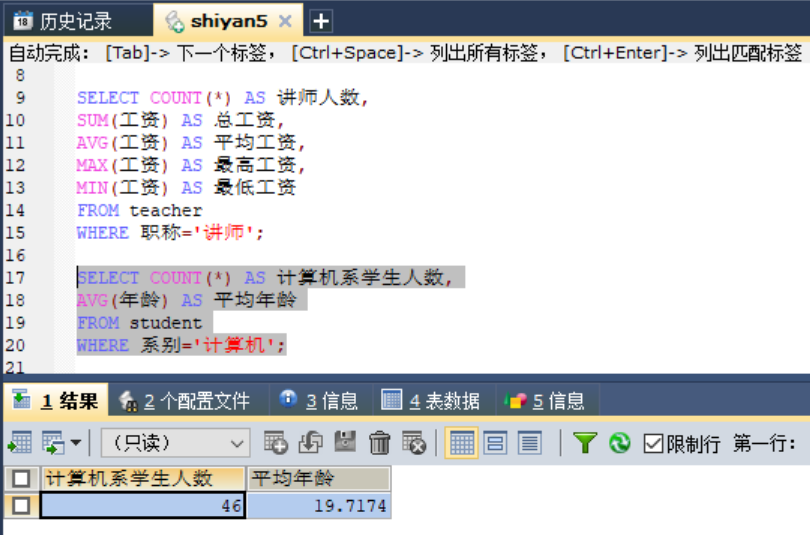 18 历史记录 shiyan5 × +
自动完成: [Tab]-> 下一个标签, [Ctrl+Space]-> 列出所有标签, [Ctrl+Enter]-> 列出匹配标签
8
9 SELECT COUNT(*) AS 讲师人数,
10 SUM(工资) AS 总工资,
11 AVG(工资) AS 平均工资,
12 MAX(工资) AS 最高工资,
13 MIN(工资) AS 最低工资
14 FROM teacher
15 WHERE 职称='讲师';
16
17 SELECT COUNT(*) AS 计算机系学生人数,
18 AVG(年龄) AS 平均年龄
19 FROM student
20 WHERE 系别='计算机';
21
1 结果 2 个配置文件 3 信息 4 表数据 5 信息
(只读) 限制行 第一行:
计算机系学生人数 平均年龄
46 19.7174